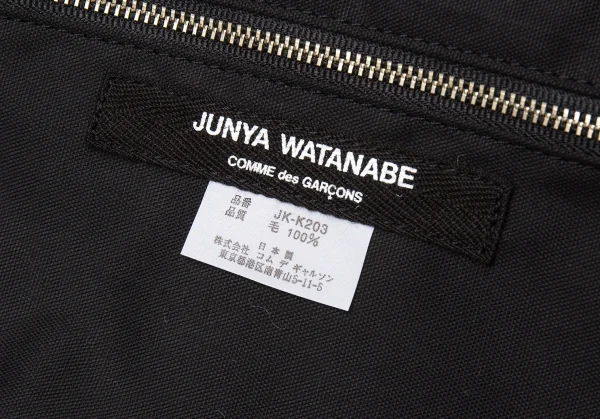 JUNYA WATANABE
COMME des GARÇONS
品番 JK-K203
品質 毛 100%
日本製
株式会社 コム デ ギャルソン
東京都港区南青山5-11-5